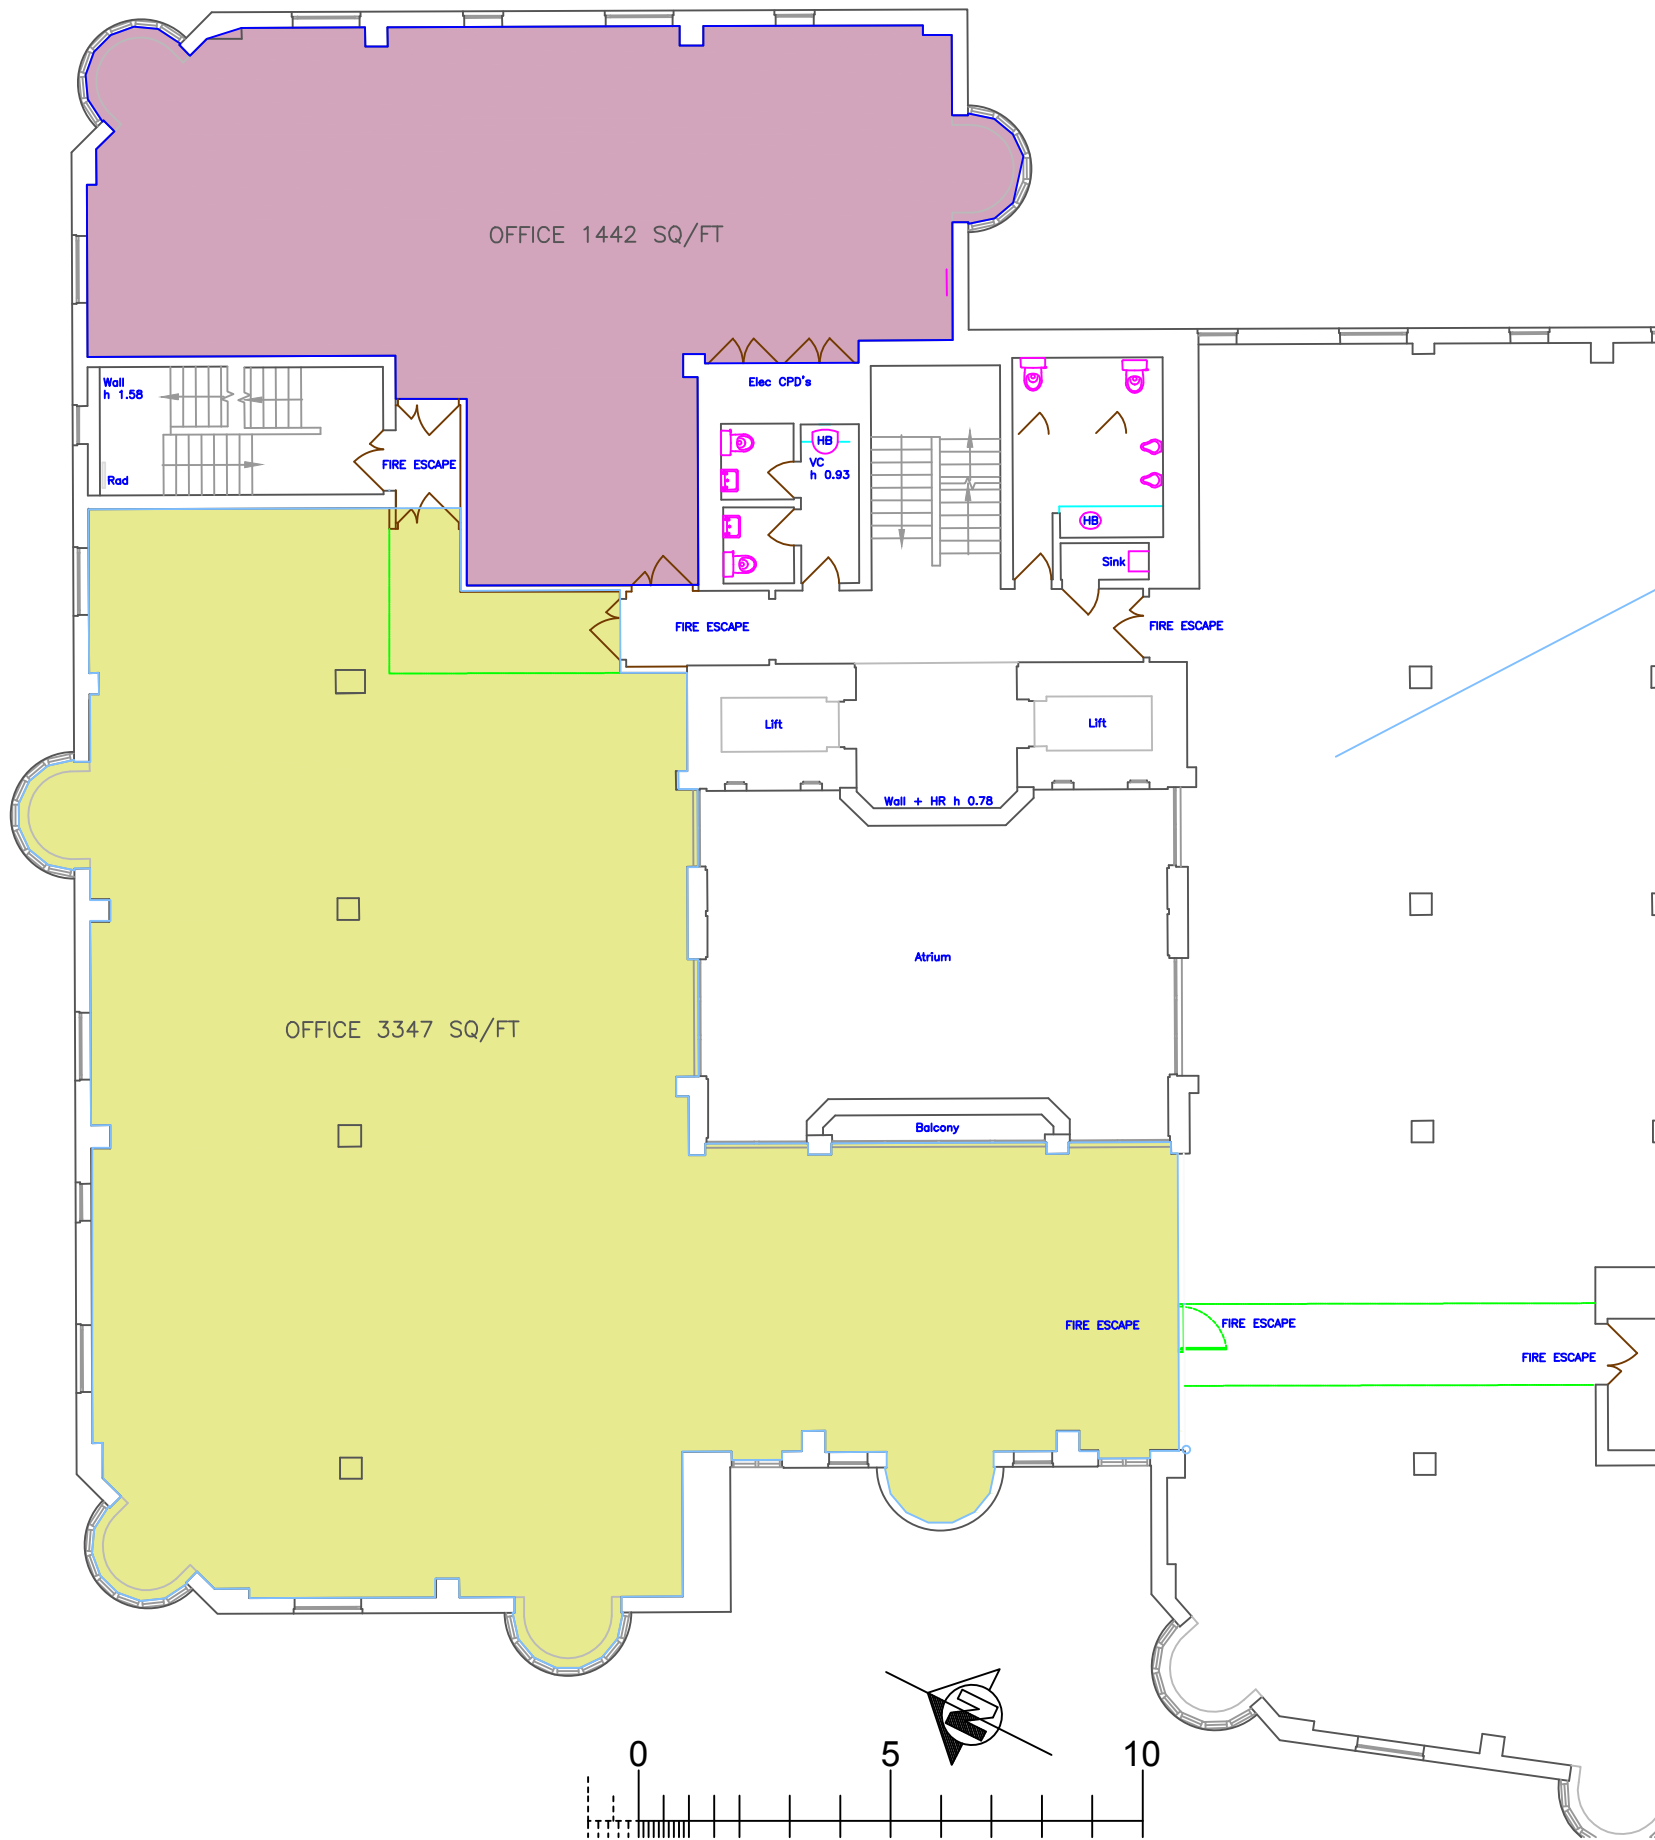 OFFICE 1442 SQ/FT
Wall
h 1.58
Rad
FIRE ESCAPE
Elec CPD's
HB
VC
h 0.93
HB
Sink
FIRE ESCAPE
FIRE ESCAPE
Lift
Lift
Wall + HR h 0.78
Atrium
OFFICE 3347 SQ/FT
Balcony
FIRE ESCAPE
FIRE ESCAPE
FIRE ESCAPE
N
0 5 10